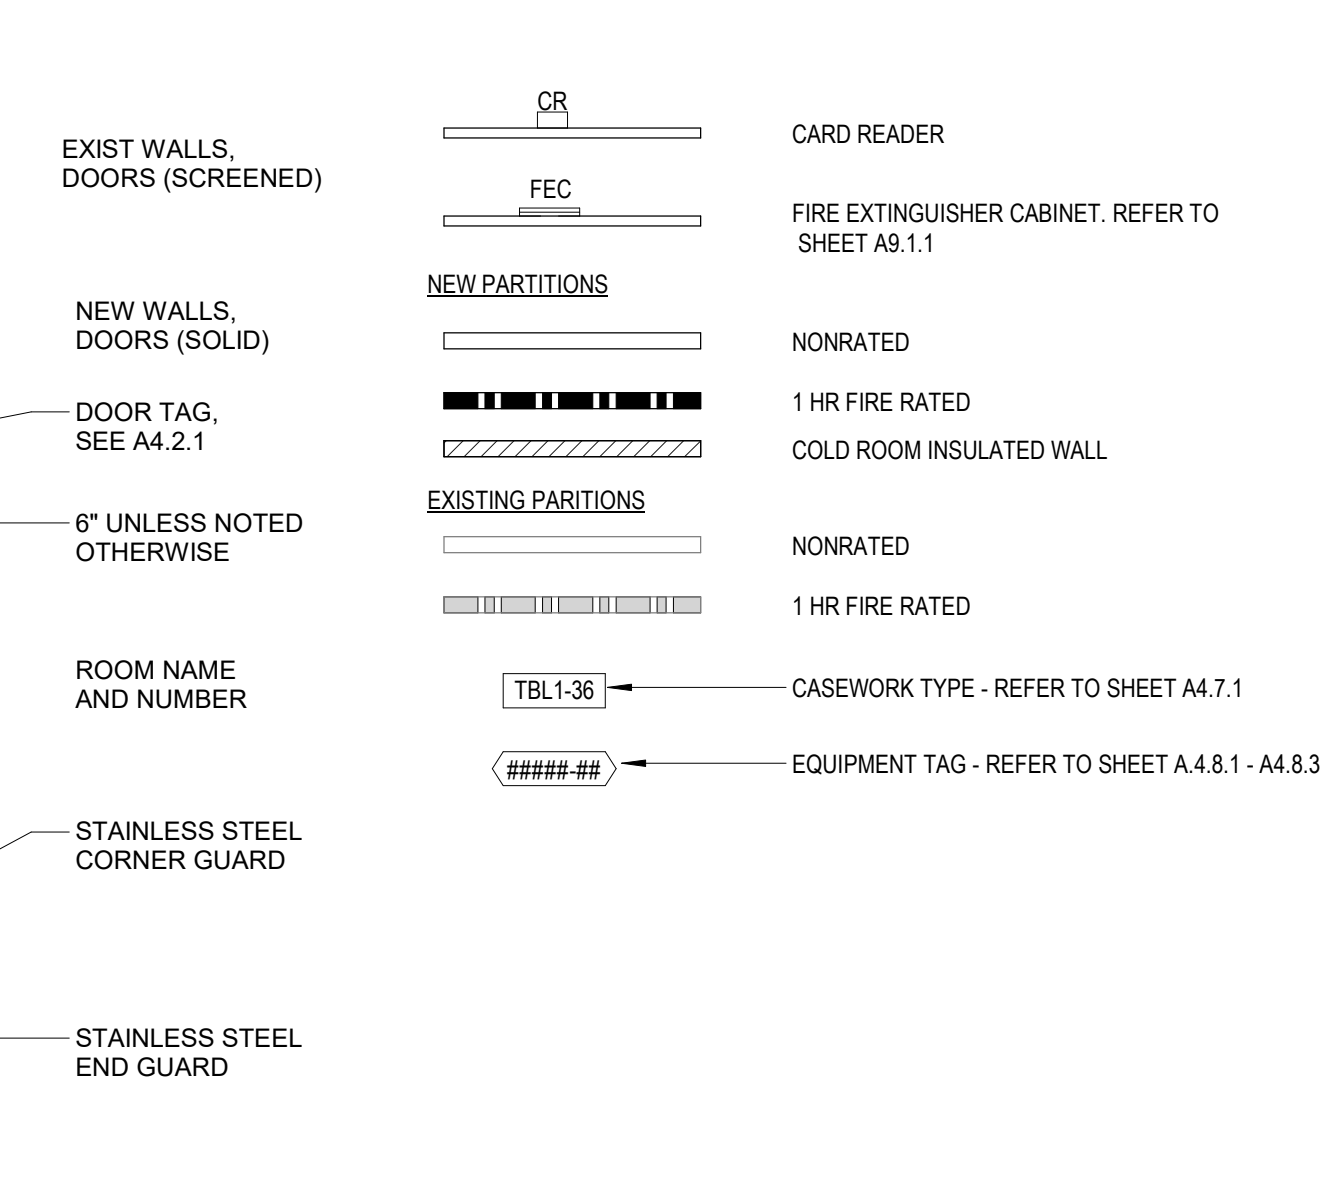 EXIST WALLS,
DOORS (SCREENED)
NEW WALLS,
DOORS (SOLID)
DOOR TAG,
SEE A4.2.1
6" UNLESS NOTED
OTHERWISE
ROOM NAME
AND NUMBER
STAINLESS STEEL
CORNER GUARD
STAINLESS STEEL
END GUARD
CR
CARD READER
FEC
FIRE EXTINGUISHER CABINET. REFER TO
SHEET A9.1.1
NEW PARTITIONS
NONRATED
1 HR FIRE RATED
COLD ROOM INSULATED WALL
EXISTING PARITIONS
NONRATED
1 HR FIRE RATED
TBL1-36
CASEWORK TYPE - REFER TO SHEET A4.7.1
#####-##
EQUIPMENT TAG - REFER TO SHEET A.4.8.1 - A4.8.3